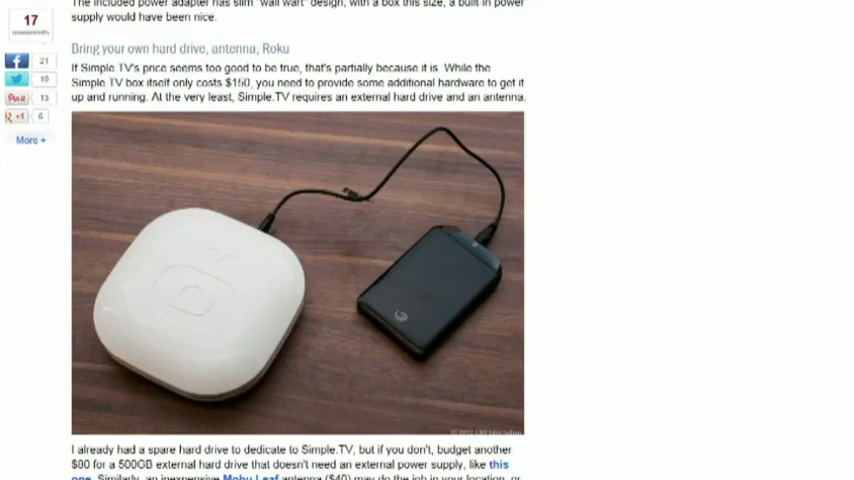 The included power adapter has slim "wall wart" design; with a box this size, a built-in power
supply would have been nice.
17
comments
Bring your own hard drive, antenna, Roku
21
If Simple TV's price seems too good to be true, that's partially because it is. While the
10
Simple TV box itself only costs $150, you need to provide some additional hardware to get it
Pin it 13
up and running. At the very least, Simple.TV requires an external hard drive and an antenna.
+1 6
More +
I already had a spare hard drive to dedicate to Simple.TV, but if you don't, budget another
$80 for a 500GB external hard drive that doesn't need an external power supply, like this
one. Similarly, an inexpensive Mohu Leaf antenna ($40) may do the job in your location, or